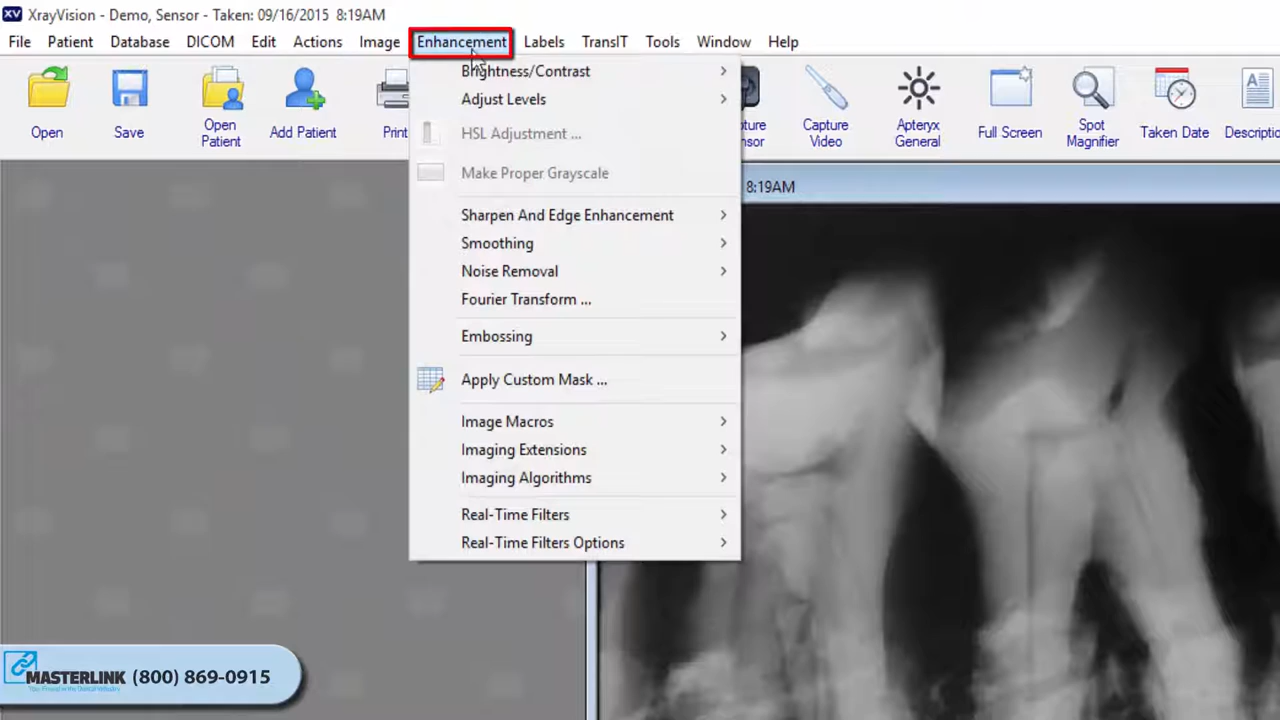 XV XrayVision - Demo, Sensor - Taken: 09/16/2015 8:19AM
File Patient Database DICOM Edit Actions Image Enhancement Labels TransIT Tools Window Help
Open Save Open Patient Add Patient Print Capture Video Apteryx General Full Screen Spot Magnifier Taken Date
Brightness/Contrast
Adjust Levels
HSL Adjustment ...
Make Proper Grayscale
8:19AM
Sharpen And Edge Enhancement
Smoothing
Noise Removal
Fourier Transform ...
Embossing
Apply Custom Mask ...
Image Macros
Imaging Extensions
Imaging Algorithms
Real-Time Filters
Real-Time Filters Options
MASTERLINK (800) 869-0915